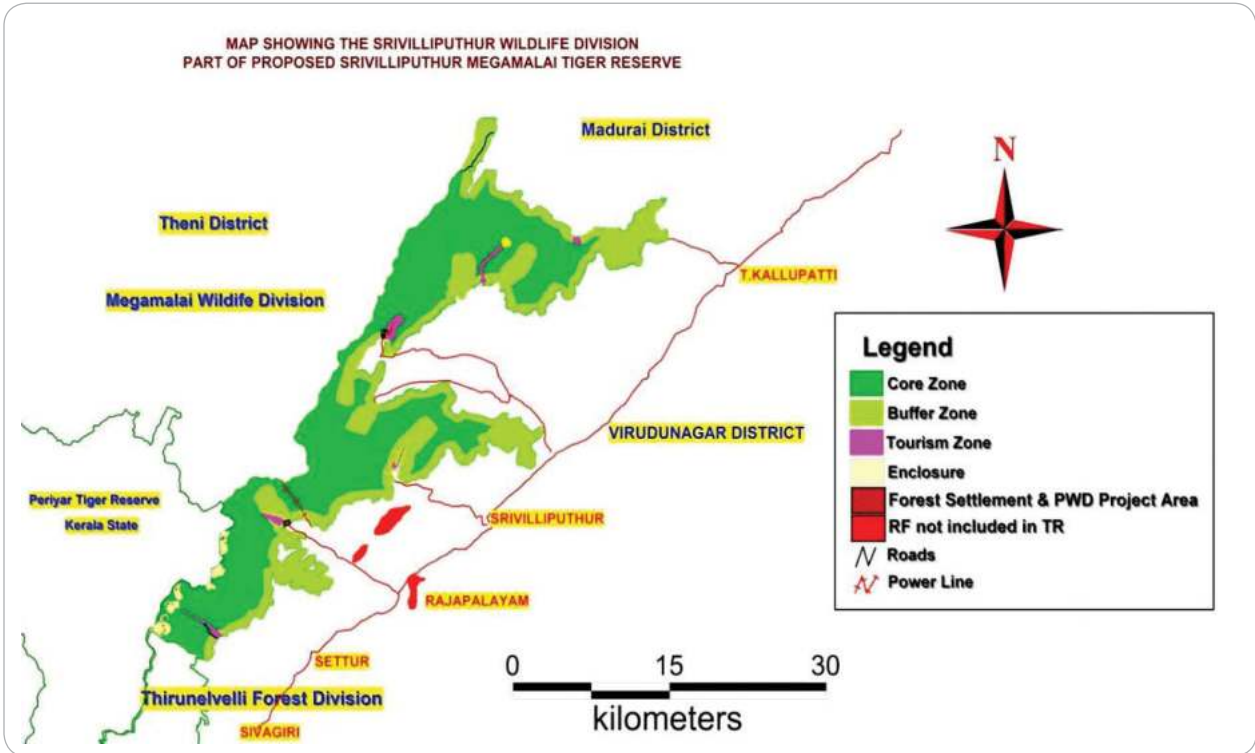 MAP SHOWING THE SRIVILLIPUTHUR WILDLIFE DIVISION
PART OF PROPOSED SRIVILLIPUTHUR MEGAMALAI TIGER RESERVE
Madurai District
N
Theni District
T.KALLUPATTI
Megamalai Wildife Division
Legend
Core Zone
Buffer Zone
Tourism Zone
Enclosure
Forest Settlement & PWD Project Area
RF not included in TR
Roads
Power Line
VIRUDUNAGAR DISTRICT
Periyar Tiger Reserve
Kerala State
SRIVILLIPUTHUR
RAJAPALAYAM
SETTUR
Thirunelvelli Forest Division
SIVAGIRI
0 15 30
kilometers